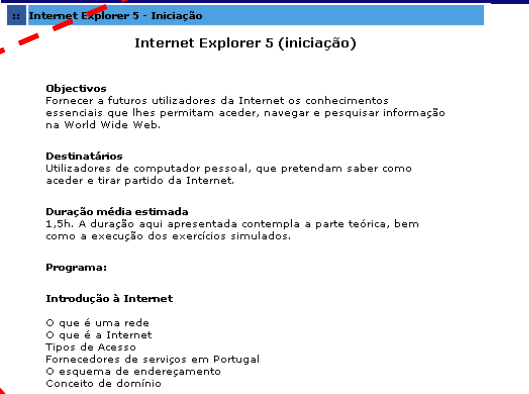 :: Internet Explorer 5 - Iniciação
Internet Explorer 5 (iniciação)
Objectivos
Fornecer a futuros utilizadores da Internet os conhecimentos
essenciais que lhes permitam aceder, navegar e pesquisar informação
na World Wide Web.
Destinatários
Utilizadores de computador pessoal, que pretendam saber como
aceder e tirar partido da Internet.
Duração média estimada
1,5h. A duração aqui apresentada contempla a parte teórica, bem
como a execução dos exercícios simulados.
Programa:
Introdução à Internet
O que é uma rede
O que é a Internet
Tipos de Acesso
Fornecedores de serviços em Portugal
O esquema de endereçamento
Conceito de domínio